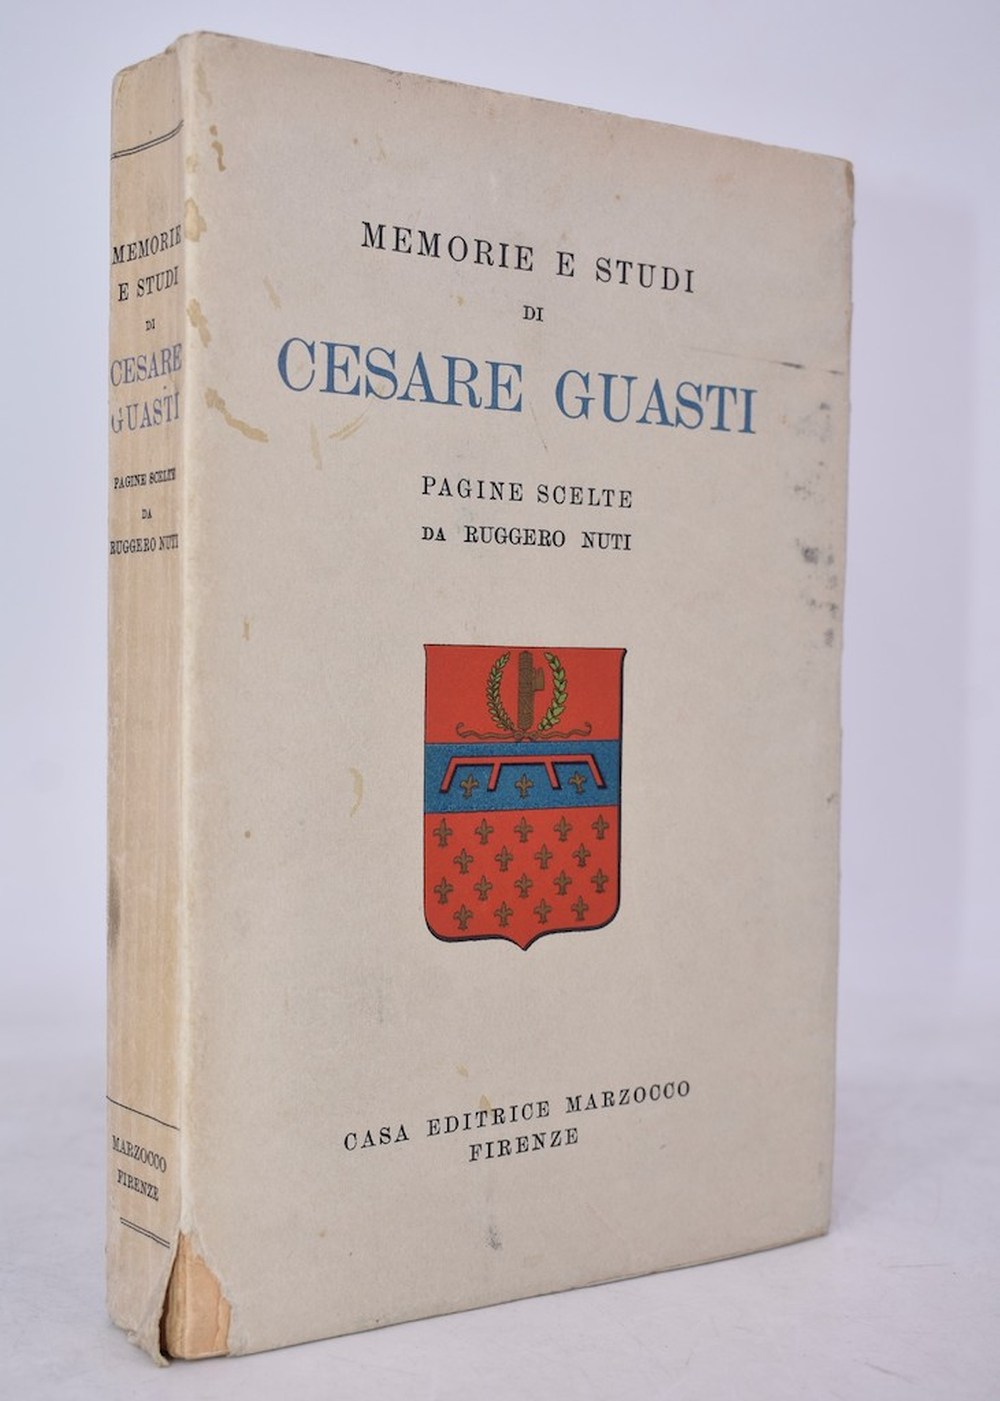 MEMORIE E STUDI
DI
CESARE GUASTI
PAGINE SCELTE
DA RUGGERO NUTI
CASA EDITRICE MARZOCCO
FIRENZE
MEMORIE
E STUDI
DI
CESARE
GUASTI
PAGINE SCELTE
DA
RUGGERO NUTI
MARZOCCO
FIRENZE